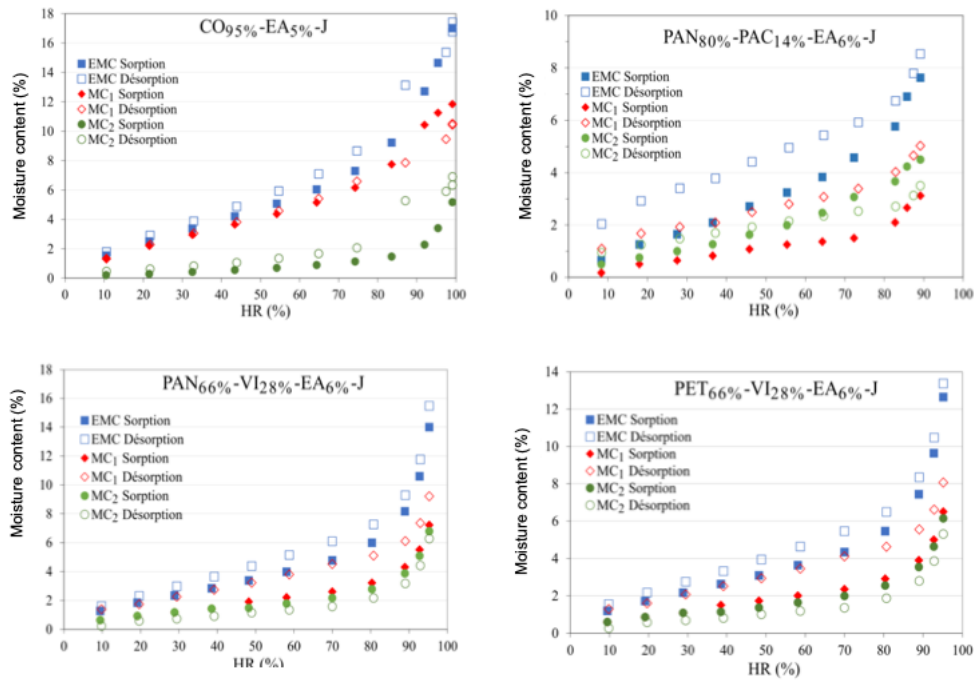 CO95%-EA5%-J
Moisture content (%)
18
16
14
12
10
8
6
4
2
0
EMC Sorption
EMC Désorption
MC1 Sorption
MC1 Désorption
MC2 Sorption
MC2 Désorption
0 10 20 30 40 50 60 70 80 90 100
HR (%)
PAN80%-PAC14%-EA6%-J
Moisture content (%)
10
8
6
4
2
0
EMC Sorption
EMC Désorption
MC1 Sorption
MC1 Désorption
MC2 Sorption
MC2 Désorption
0 10 20 30 40 50 60 70 80 90 100
HR (%)
PAN66%-VI28%-EA6%-J
Moisture content (%)
18
16
14
12
10
8
6
4
2
0
EMC Sorption
EMC Désorption
MC1 Sorption
MC1 Désorption
MC2 Sorption
MC2 Désorption
0 10 20 30 40 50 60 70 80 90 100
HR (%)
PET66%-VI28%-EA6%-J
Moisture content (%)
14
12
10
8
6
4
2
0
EMC Sorption
EMC Désorption
MC1 Sorption
MC1 Désorption
MC2 Sorption
MC2 Désorption
0 10 20 30 40 50 60 70 80 90 100
HR (%)